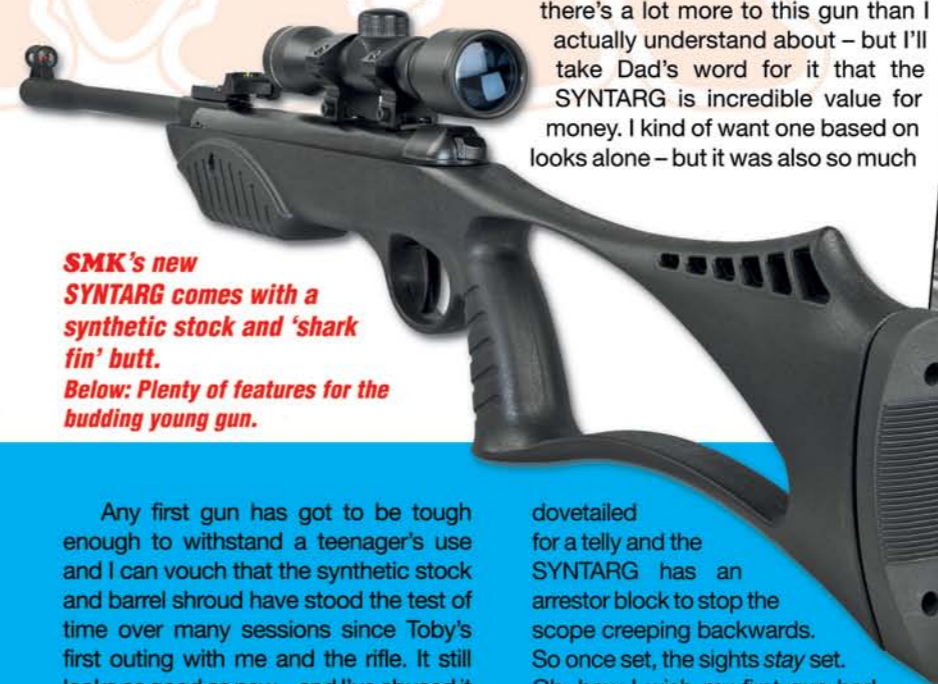 there's a lot more to this gun than I
actually understand about – but I'll
take Dad's word for it that the
SYNTARG is incredible value for
money. I kind of want one based on
looks alone – but it was also so much
SMK's new
SYNTARG comes with a
synthetic stock and 'shark
fin' butt.
Below: Plenty of features for the
budding young gun.
Any first gun has got to be tough
enough to withstand a teenager's use
and I can vouch that the synthetic stock
and barrel shroud have stood the test of
time over many sessions since Toby's
first outing with me and the rifle. It still
dovetailed
for a telly and the
SYNTARG has an
arrestor block to stop the
scope creeping backwards.
So once set, the sights stay set.